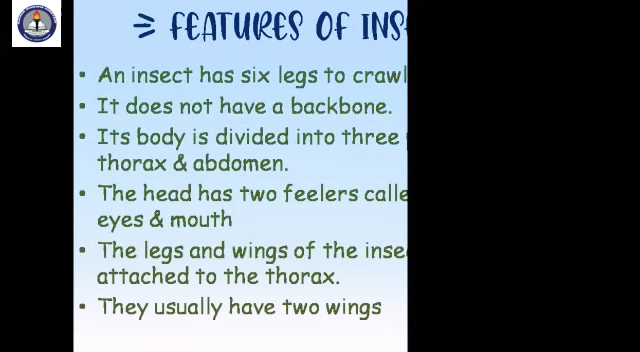 FEATURES OF INS
• An insect has six legs to crawl
• It does not have a backbone.
• Its body is divided into three
thorax & abdomen.
• The head has two feelers calle
eyes & mouth
• The legs and wings of the inse
attached to the thorax.
• They usually have two wings